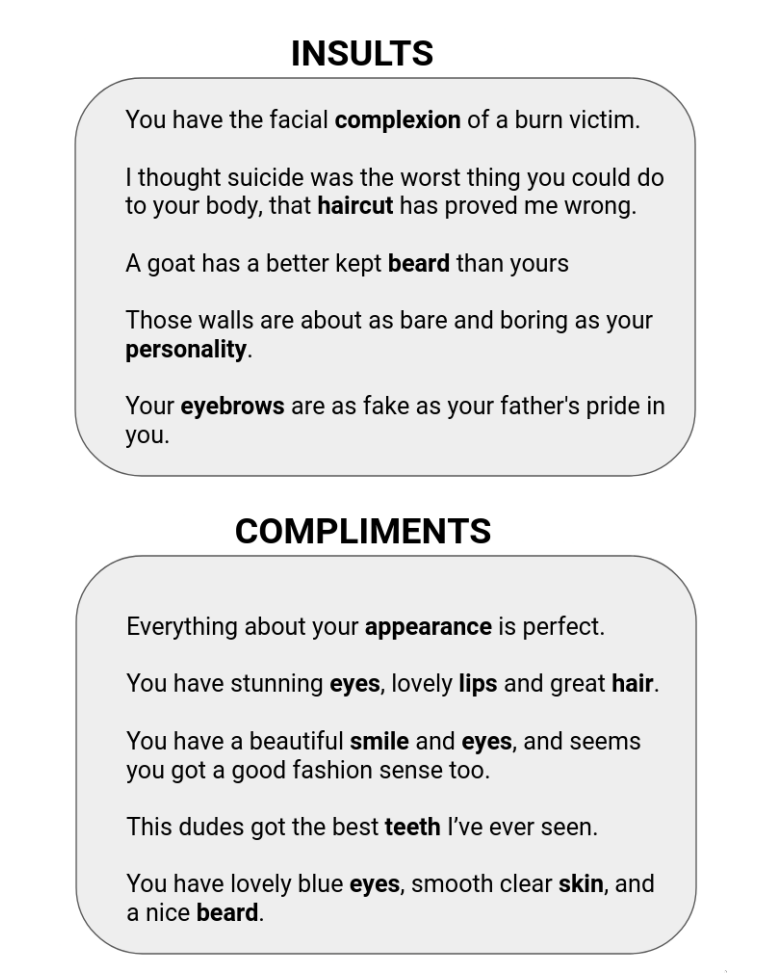 INSULTS
You have the facial complexion of a burn victim.
I thought suicide was the worst thing you could do
to your body, that haircut has proved me wrong.
A goat has a better kept beard than yours
Those walls are about as bare and boring as your
personality.
Your eyebrows are as fake as your father's pride in
you.
COMPLIMENTS
Everything about your appearance is perfect.
You have stunning eyes, lovely lips and great hair.
You have a beautiful smile and eyes, and seems
you got a good fashion sense too.
This dudes got the best teeth I’ve ever seen.
You have lovely blue eyes, smooth clear skin, and
a nice beard.